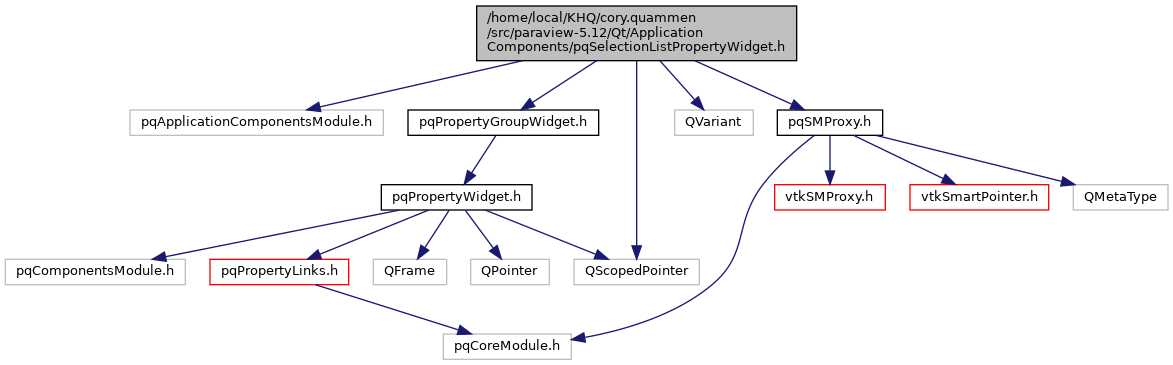 /home/local/KHQ/cory.quammen
/src/paraview-5.12/Qt/Application
Components/pqSelectionListPropertyWidget.h
pqApplicationComponentsModule.h
pqPropertyGroupWidget.h
QVariant
pqSMProxy.h
pqPropertyWidget.h
vtkSMProxy.h
vtkSmartPointer.h
QMetaType
pqComponentsModule.h
pqPropertyLinks.h
QFrame
QPointer
QScopedPointer
pqCoreModule.h